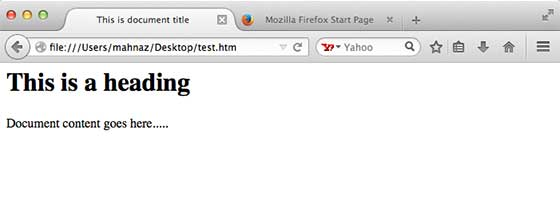 This is document title
Mozilla Firefox Start Page
file:///Users/mahnaz/Desktop/test.htm
Yahoo
This is a heading
Document content goes here.....